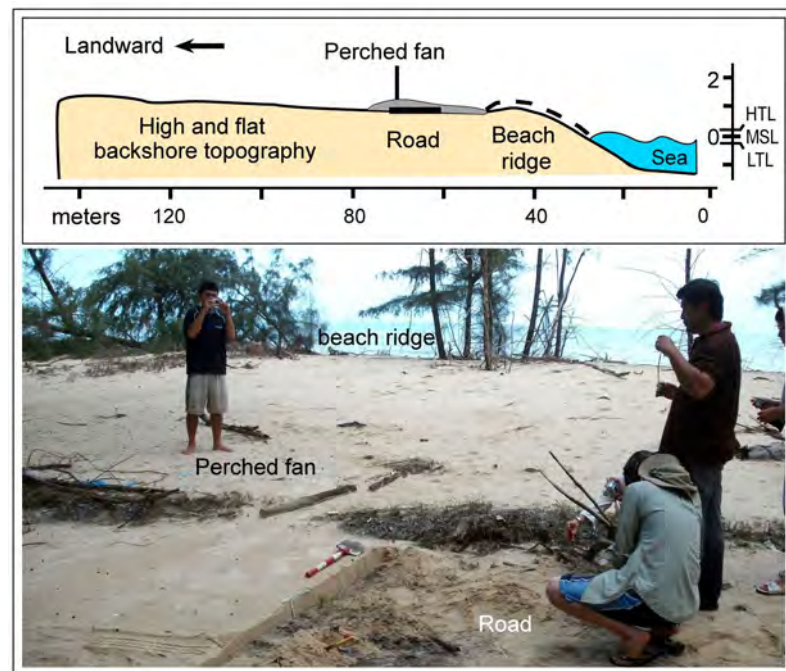 Landward
Perched fan
2
High and flat
backshore topography
Road
Beach
ridge
Sea
HTL
0
MSL
LTL
meters
120
80
40
0
beach ridge
Perched fan
Road